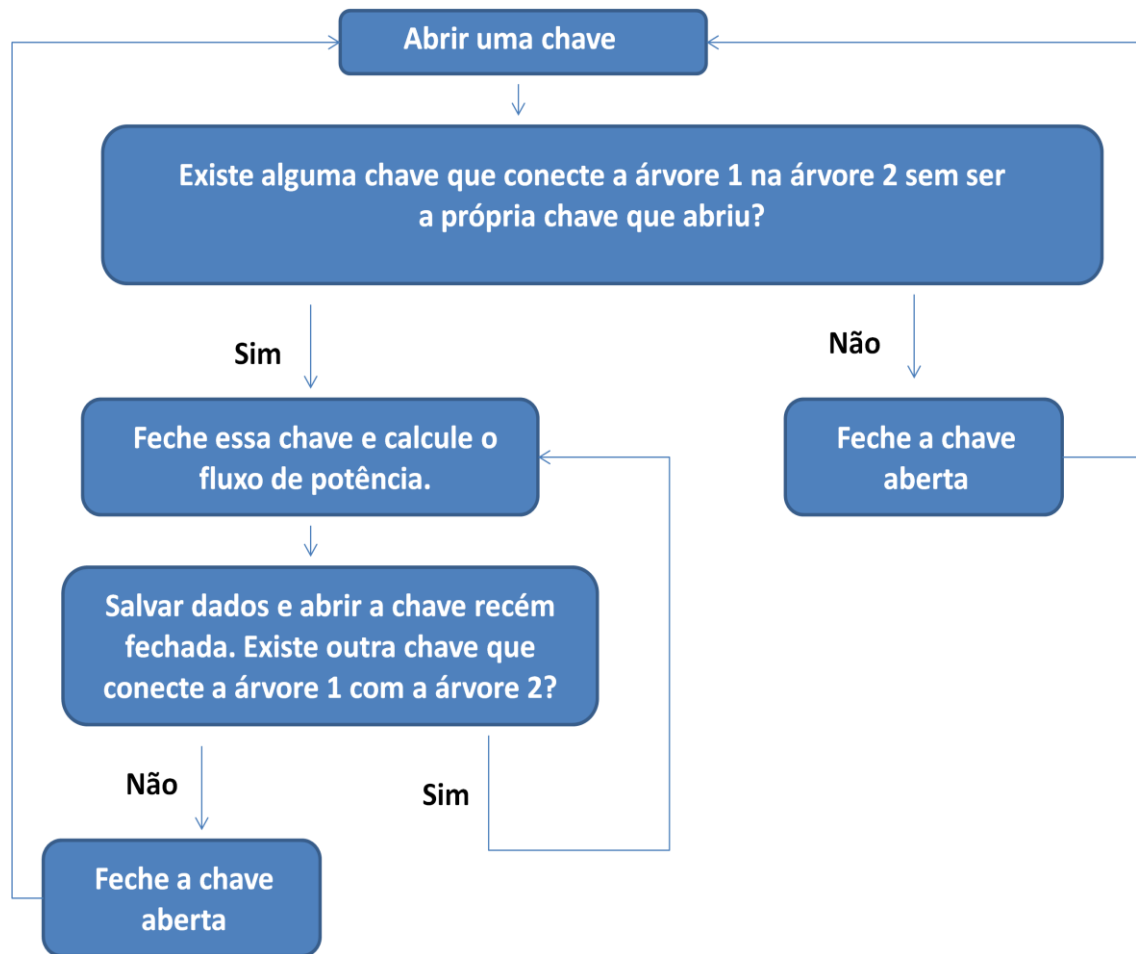 Abrir uma chave
Existe alguma chave que conecte a árvore 1 na árvore 2 sem ser
a própria chave que abriu?
Sim
Não
Feche essa chave e calcule o
fluxo de potência.
Feche a chave
aberta
Salvar dados e abrir a chave recém
fechada. Existe outra chave que
conecte a árvore 1 com a árvore 2?
Não
Sim
Feche a chave
aberta